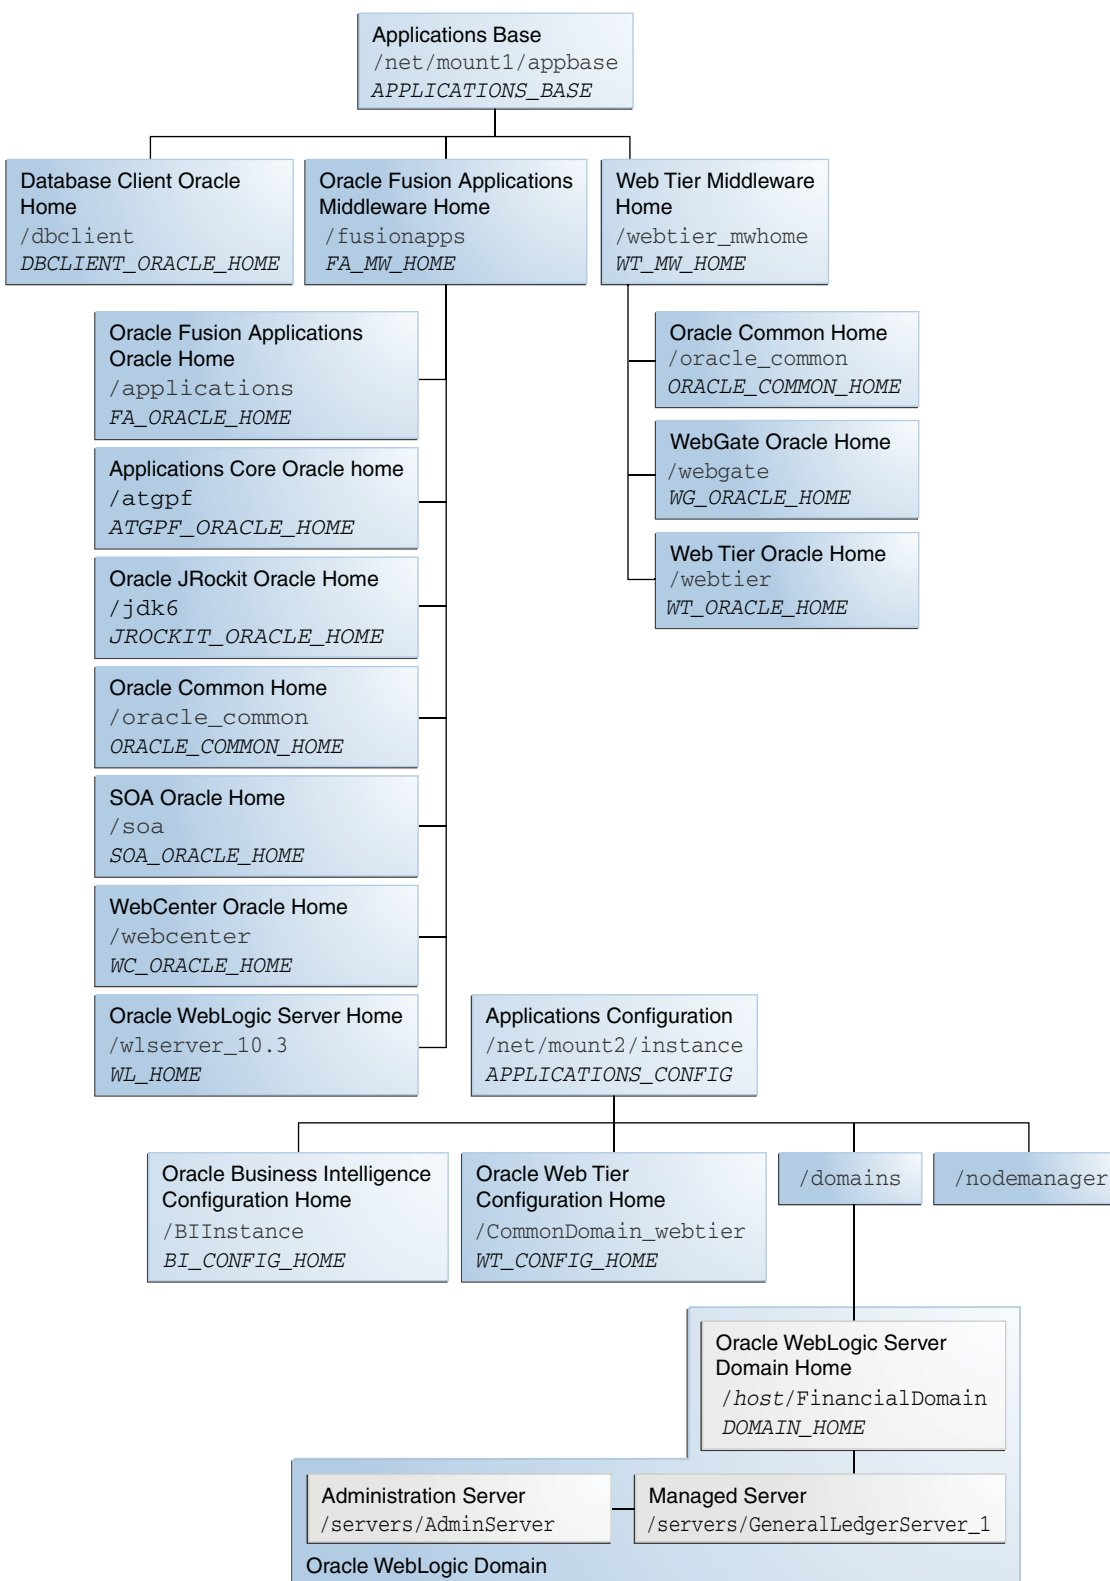 Applications Base
/net/mount1/appbase
APPLICATIONS_BASE
Database Client Oracle
Home
/dbclient
DBCLIENT_ORACLE_HOME
Oracle Fusion Applications
Middleware Home
/fusionapps
FA_MW_HOME
Web Tier Middleware
Home
/webtier_mwhome
WT_MW_HOME
Oracle Fusion Applications
Oracle Home
/applications
FA_ORACLE_HOME
Applications Core Oracle home
/atgpf
ATGPF_ORACLE_HOME
Oracle JRockit Oracle Home
/jdk6
JROCKIT_ORACLE_HOME
Oracle Common Home
/oracle_common
ORACLE_COMMON_HOME
SOA Oracle Home
/soa
SOA_ORACLE_HOME
WebCenter Oracle Home
/webcenter
WC_ORACLE_HOME
Oracle WebLogic Server Home
/wlserver_10.3
WL_HOME
Oracle Common Home
/oracle_common
ORACLE_COMMON_HOME
WebGate Oracle Home
/webgate
WG_ORACLE_HOME
Web Tier Oracle Home
/webtier
WT_ORACLE_HOME
Applications Configuration
/net/mount2/instance
APPLICATIONS_CONFIG
Oracle Business Intelligence
Configuration Home
/BIInstance
BI_CONFIG_HOME
Oracle Web Tier
Configuration Home
/CommonDomain_webtier
WT_CONFIG_HOME
/domains
/nodemanager
Oracle WebLogic Server
Domain Home
/host/FinancialDomain
DOMAIN_HOME
Administration Server
/servers/AdminServer
Managed Server
/servers/GeneralLedgerServer_1
Oracle WebLogic Domain